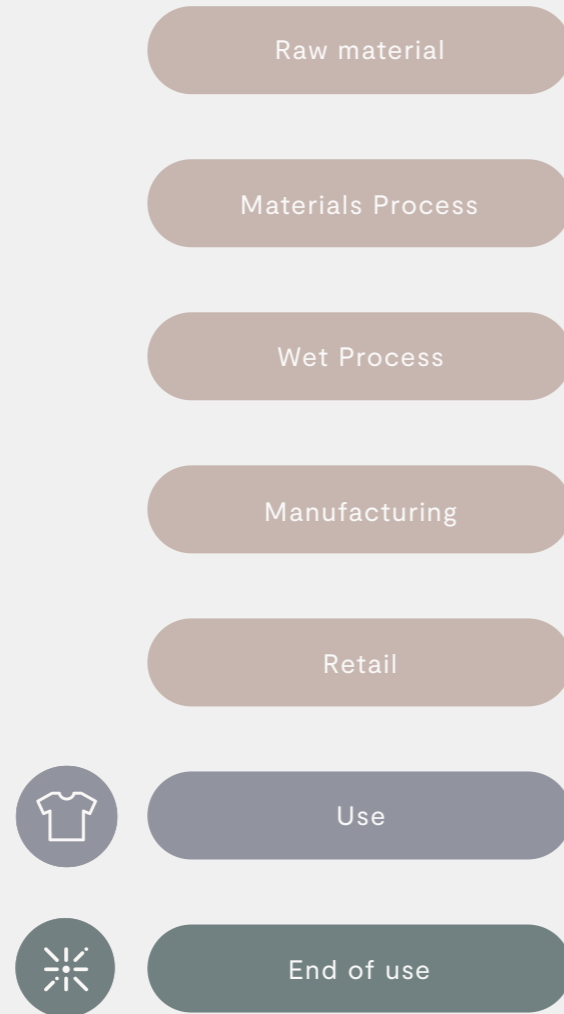 Raw material
Materials Process
Wet Process
Manufacturing
Retail
Use
End of use